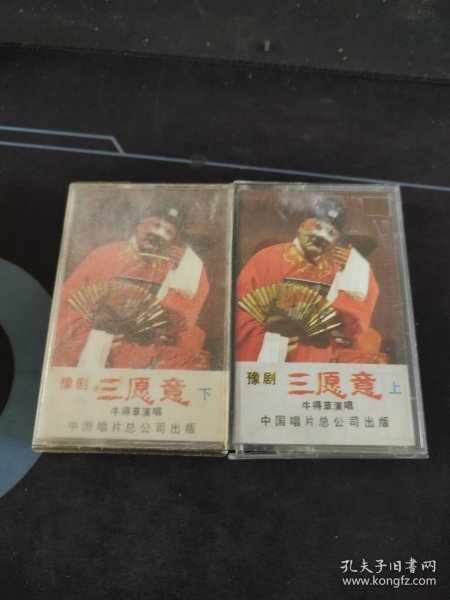 豫剧 三愿意 下
牛得草演唱
中国唱片总公司出版
豫剧 三愿意 上
牛得草演唱
中国唱片总公司出版
孔夫子旧书网
www.kongfz.com